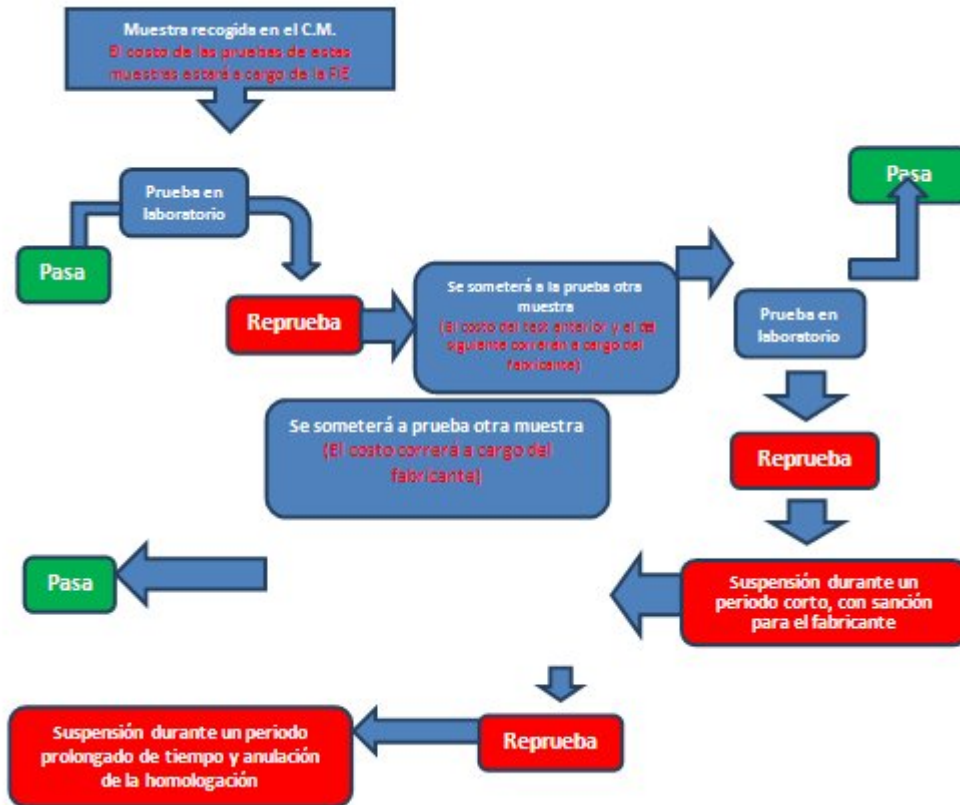 Muestra recogida en el C.M.
El costo de las pruebas de estas
muestras estará a cargo de la FIE
Prueba en
laboratorio
Pasa
Reprueba
Se someterá a la prueba otra
muestra
(El costo del test anterior y el del
siguiente correrán a cargo del
fabricante)
Pasa
Prueba en
laboratorio
Reprueba
Suspensión durante un
periodo corto, con sanción
para el fabricante
Se someterá a prueba otra muestra
(El costo correrá a cargo del
fabricante)
Pasa
Reprueba
Suspensión durante un periodo
prolongado de tiempo y anulación
de la homologación